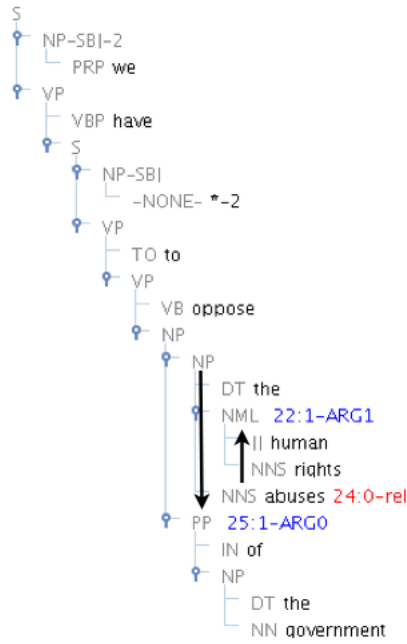 S
NP-SBJ-2
PRP we
VP
VBP have
S
NP-SBJ
-NONE- *-2
VP
TO to
VP
VB oppose
NP
NP
DT the
NML 22:1-ARG1
JJ human
NNS rights
NNS abuses 24:0-rel
PP 25:1-ARG0
IN of
NP
DT the
NN government